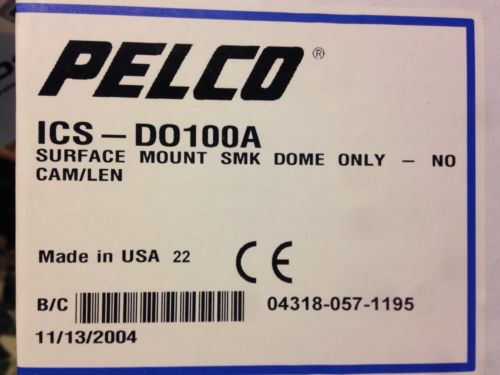 PELCO®
ICS – DO100A
SURFACE MOUNT SMK DOME ONLY – NO
CAM/LEN
Made in USA 22 CE
B/C 04318-057-1195
11/13/2004